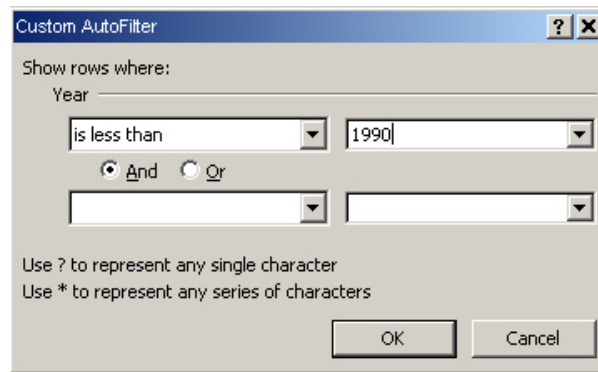 Custom AutoFilter
Show rows where:
Year
is less than 1990
And Or
Use ? to represent any single character
Use * to represent any series of characters
OK Cancel